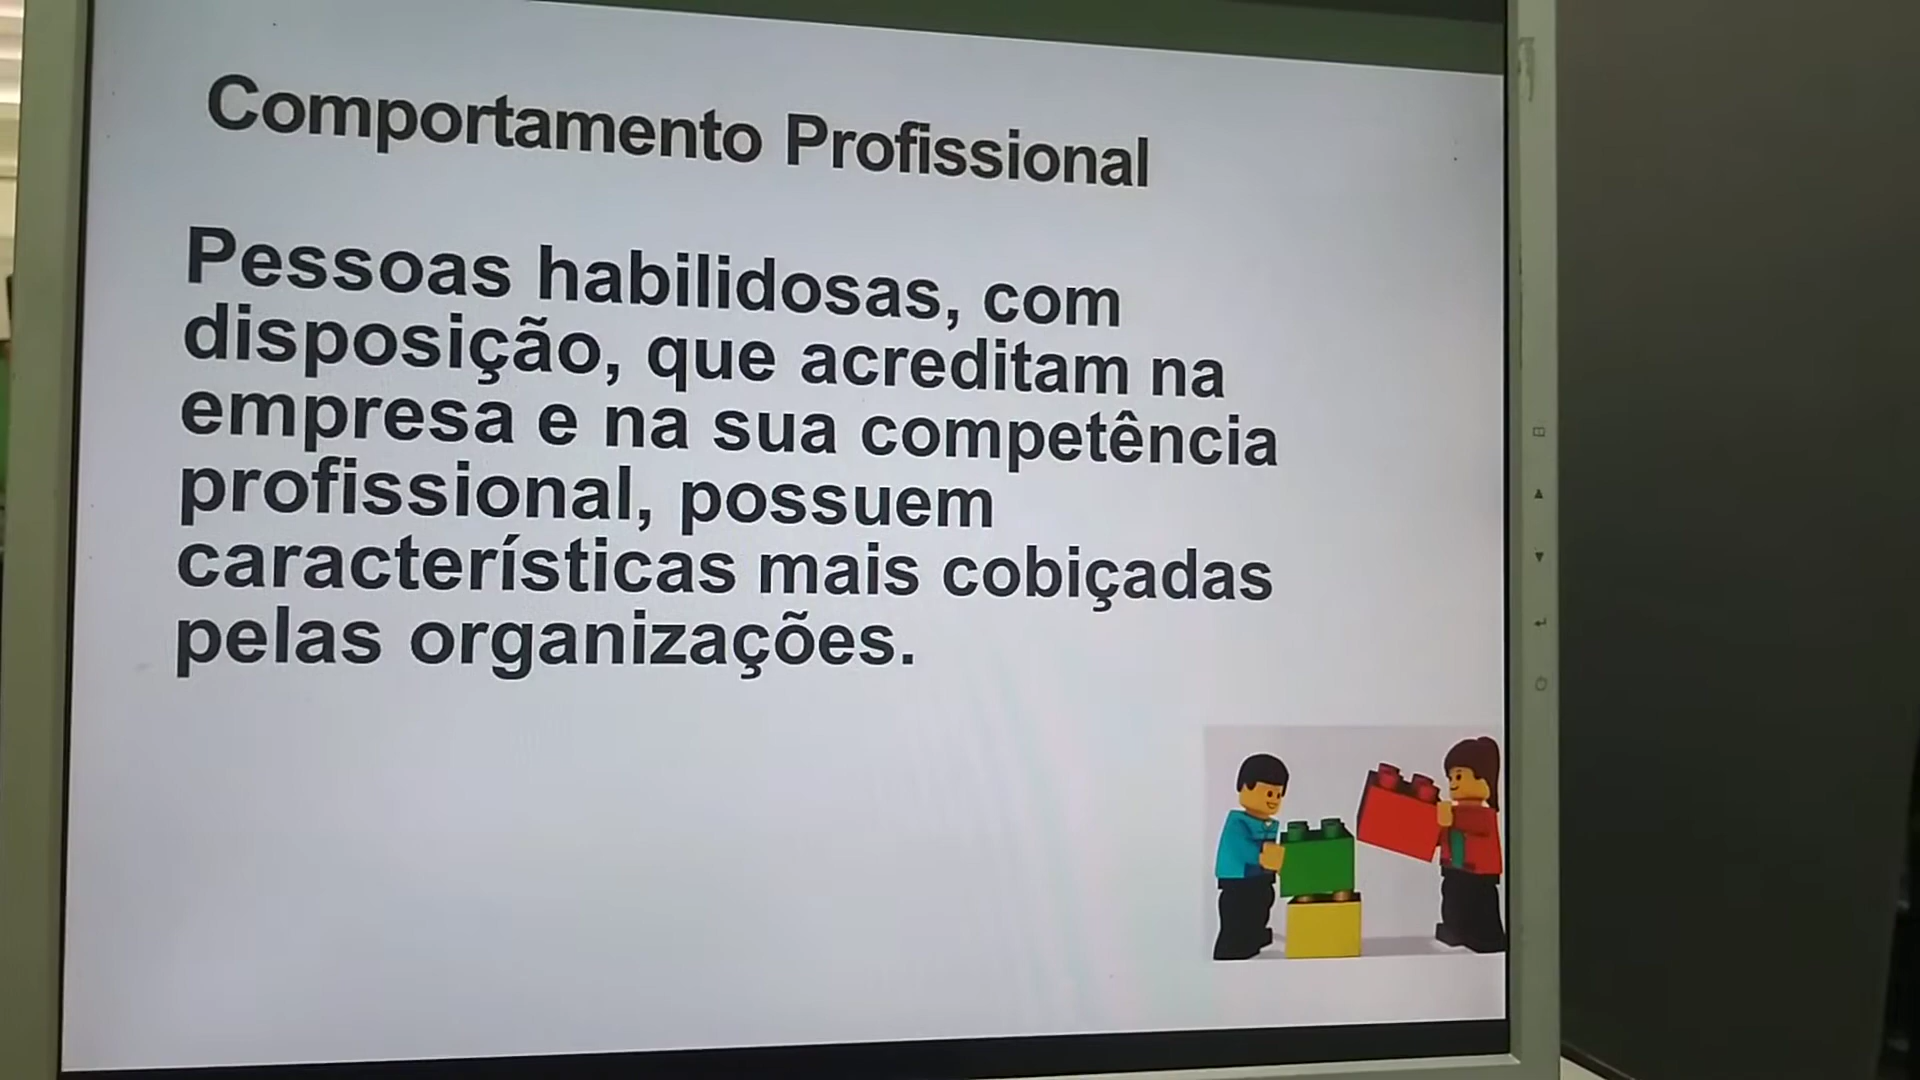 Comportamento Profissional
Pessoas habilidosas, com
disposição, que acreditam na
empresa e na sua competência
profissional, possuem
características mais cobiçadas
pelas organizações.